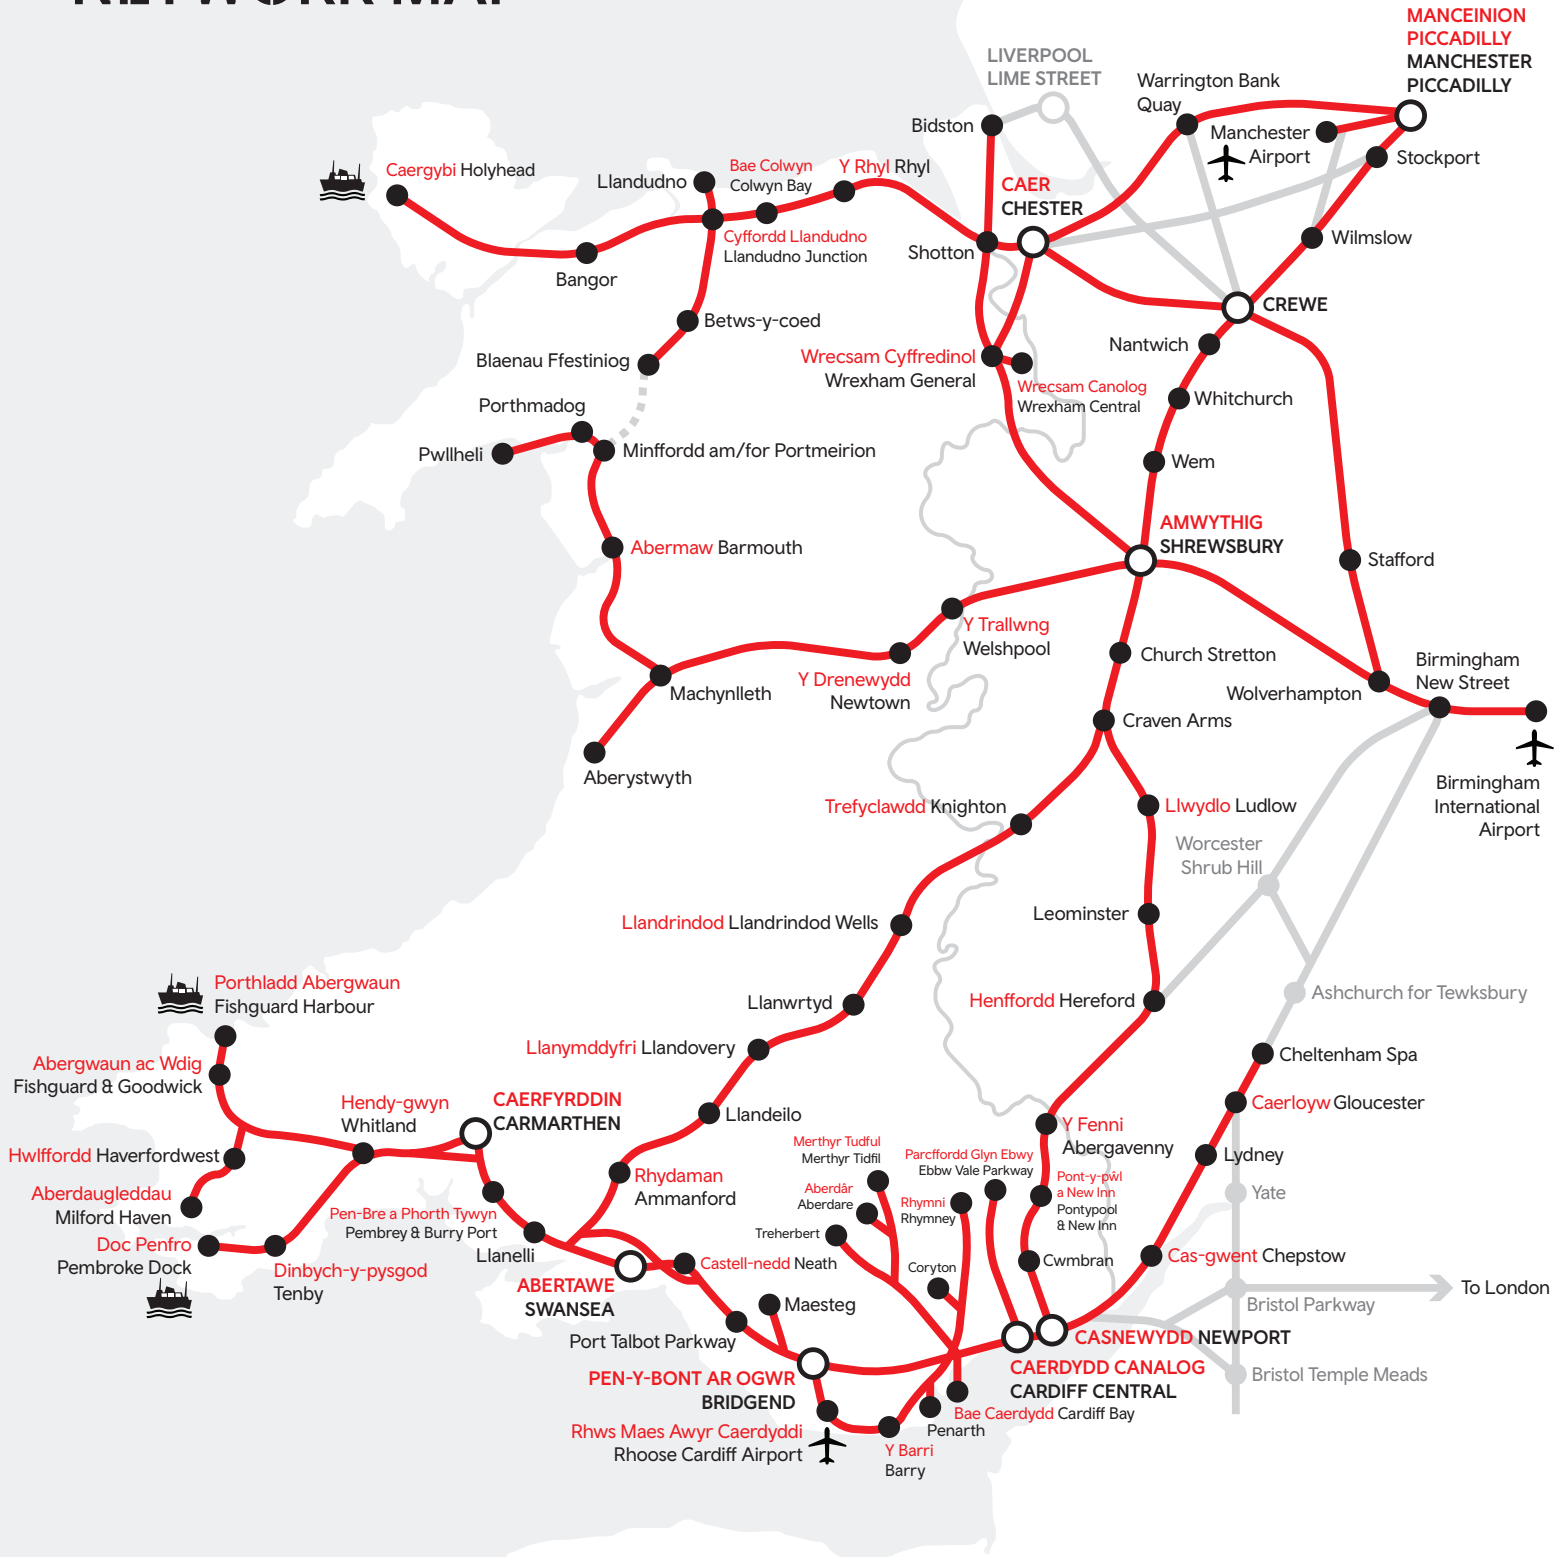 NETWORK MAP
MANCEINION
PICCADILLY
MANCHESTER
PICCADILLY
LIVERPOOL
LIME STREET
Warrington Bank
Quay
Bidston
Manchester
Airport
Stockport
Caergybi Holyhead
Llandudno
Bae Colwyn
Colwyn Bay
Y Rhyl Rhyl
CAER
CHESTER
Cyffordd Llandudno
Llandudno Junction
Shotton
Wilmslow
Bangor
CREWE
Betws-y-coed
Nantwich
Blaenau Ffestiniog
Wrecsam Cyffredinol
Wrexham General
Wrecsam Canolog
Wrexham Central
Whitchurch
Porthmadog
Pwllheli
Minffordd am/for Portmeirion
Wem
AMWYTHIG
SHREWSBURY
Abermaw Barmouth
Stafford
Y Trallwng
Welshpool
Church Stretton
Birmingham
New Street
Machynlleth
Y Drenewydd
Newtown
Wolverhampton
Craven Arms
Aberystwyth
Birmingham
International
Airport
Trefyclawdd Knighton
Llwydlo Ludlow
Worcester
Shrub Hill
Llandrindod Llandrindod Wells
Leominster
Porthladd Abergwaun
Fishguard Harbour
Llanwrtyd
Henffordd Hereford
Ashchurch for Tewksbury
Llanymddyfri Llandovery
Abergwaun ac Wdig
Fishguard & Goodwick
Cheltenham Spa
Hendy-gwyn
Whitland
CAERFYRDDIN
CARMARTHEN
Llandeilo
Caerloyw Gloucester
Y Fenni
Abergavenny
Hwlffordd Haverfordwest
Merthyr Tudful
Merthyr Tidfil
Parcffordd Glyn Ebwy
Ebbw Vale Parkway
Lydney
Aberdaugleddau
Milford Haven
Rhydaman
Ammanford
Aberdâr
Aberdare
Rhymni
Rhymney
Pont-y-pŵl
a New Inn
Pontypool
& New Inn
Yate
Pen-Bre a Phorth Tywyn
Pembrey & Burry Port
Treherbert
Doc Penfro
Pembroke Dock
Llanelli
Castell-nedd Neath
Coryton
Cwmbran
Cas-gwent Chepstow
Dinbych-y-pysgod
Tenby
ABERTAWE
SWANSEA
Maesteg
To London
Bristol Parkway
Port Talbot Parkway
CASNEWYDD NEWPORT
PEN-Y-BONT AR OGWR
BRIDGEND
CAERDYDD CANALOG
CARDIFF CENTRAL
Bristol Temple Meads
Bae Caerdydd Cardiff Bay
Penarth
Rhws Maes Awyr Caerdyddi
Rhoose Cardiff Airport
Y Barri
Barry